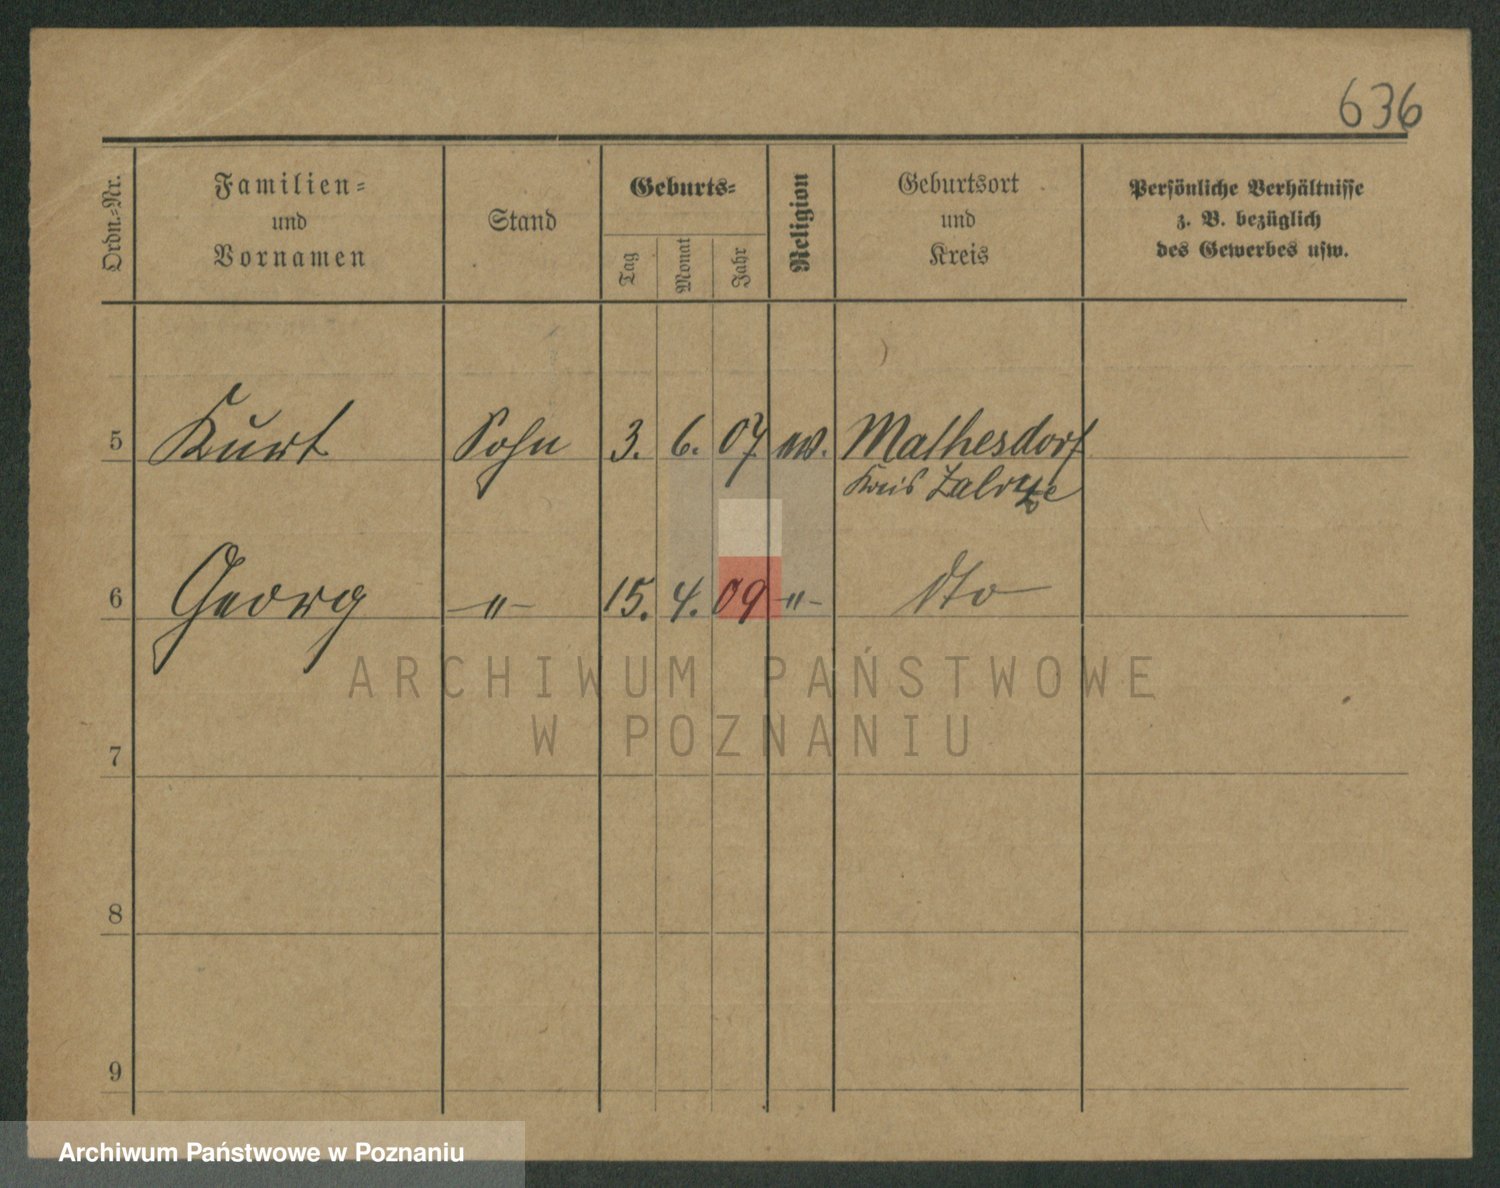 636
Ordn.-Nr.
Familien-
und
Vornamen
Stand
Geburts-
Tag
Monat
Jahr
Religion
Geburtsort
und
Kreis
Persönliche Verhältnisse
z. B. bezüglich
des Gewerbes usw.
5 Kurt Sohn 3. 6. 07 ev. Mathesdorf
Kreis Zabrze
6 Georg -"- 15. 4. 09 -"- dto
ARCHIWUM PAŃSTWOWE
W POZNANIU
7
8
9
Archiwum Państwowe w Poznaniu